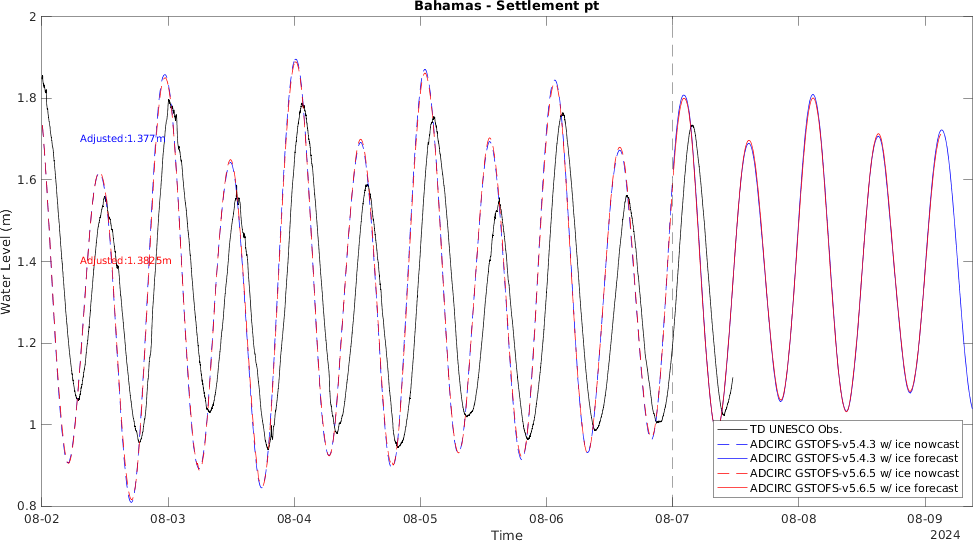 Bahamas - Settlement pt
Water Level (m)
2
1.8
1.6
1.4
1.2
1
0.8
Adjusted:1.377m
Adjusted:1.3825m
TD UNESCO Obs.
ADCIRC GSTOFS-v5.4.3 w/ ice nowcast
ADCIRC GSTOFS-v5.4.3 w/ ice forecast
ADCIRC GSTOFS-v5.6.5 w/ ice nowcast
ADCIRC GSTOFS-v5.6.5 w/ ice forecast
08-02 08-03 08-04 08-05 08-06 08-07 08-08 08-09
Time
2024